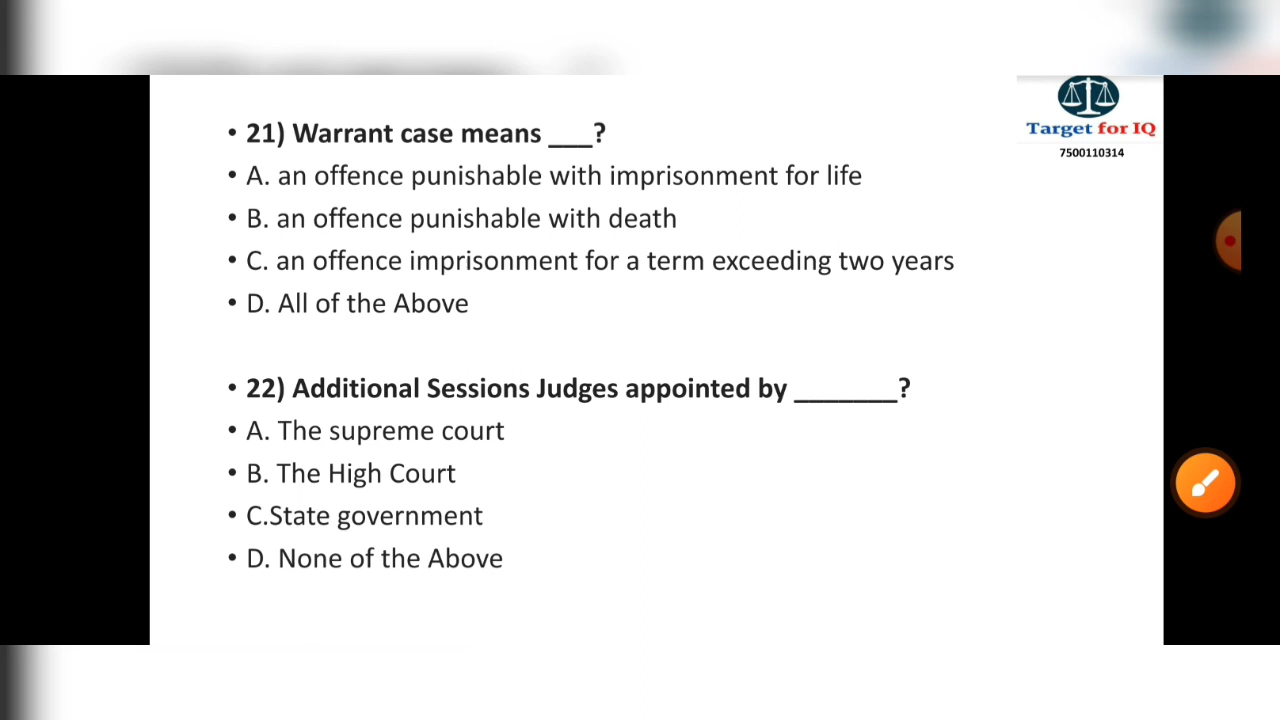 Target for IQ
7500110314
• 21) Warrant case means ___?
• A. an offence punishable with imprisonment for life
• B. an offence punishable with death
• C. an offence imprisonment for a term exceeding two years
• D. All of the Above
• 22) Additional Sessions Judges appointed by _______?
• A. The supreme court
• B. The High Court
• C.State government
• D. None of the Above